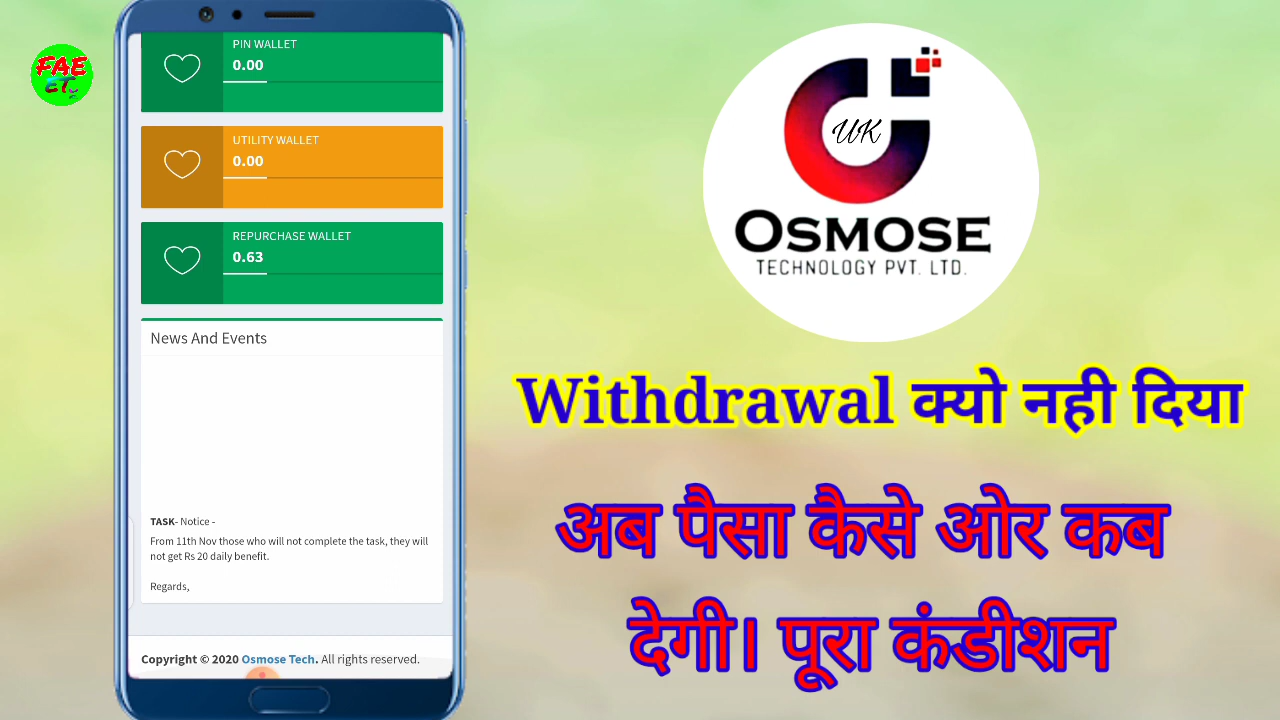 FAE
ET
PIN WALLET
0.00
UTILITY WALLET
0.00
REPURCHASE WALLET
0.63
News And Events
TASK- Notice -
From 11th Nov those who will not complete the task, they will
not get Rs 20 daily benefit.
Regards,
Copyright © 2020 Osmose Tech. All rights reserved.
UK
OSMOSE
TECHNOLOGY PVT. LTD.
Withdrawal क्यो नही दिया
अब पैसा कैसे ओर कब
देगी। पूरा कंडीशन